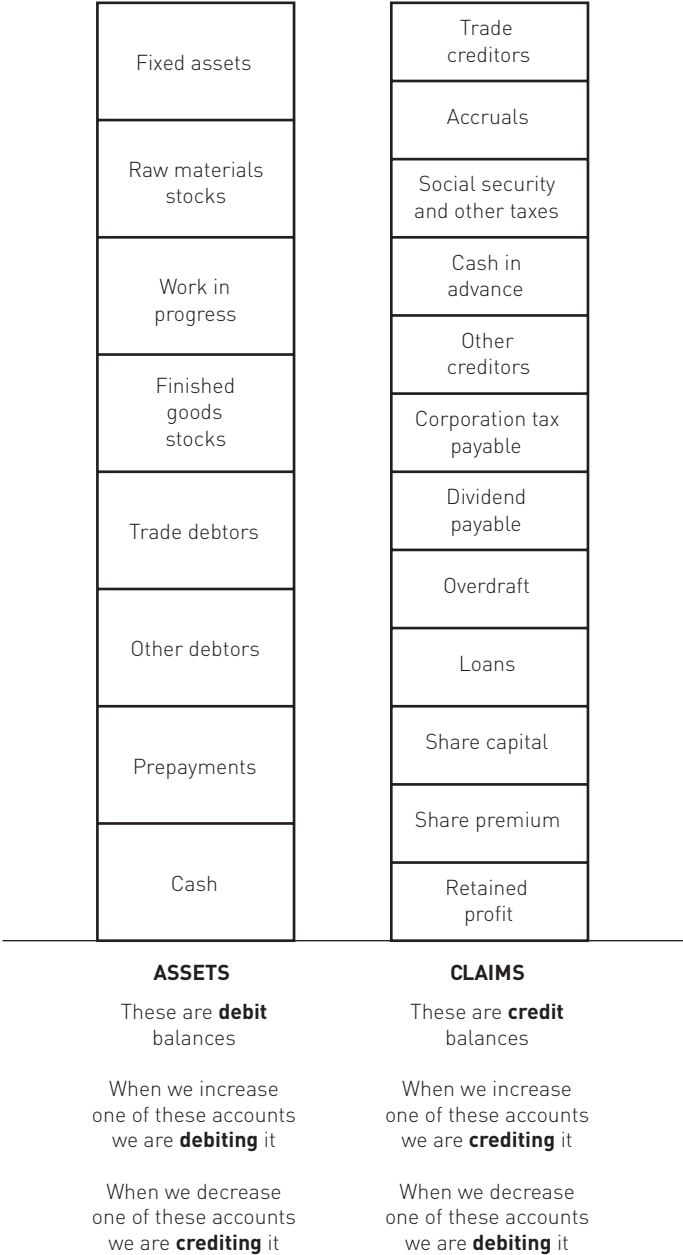 Fixed assets
Raw materials
stocks
Work in
progress
Finished
goods
stocks
Trade debtors
Other debtors
Prepayments
Cash
Trade
creditors
Accruals
Social security
and other taxes
Cash in
advance
Other
creditors
Corporation tax
payable
Dividend
payable
Overdraft
Loans
Share capital
Share premium
Retained
profit
ASSETS
These are debit
balances
When we increase
one of these accounts
we are debiting it
When we decrease
one of these accounts
we are crediting it
CLAIMS
These are credit
balances
When we increase
one of these accounts
we are crediting it
When we decrease
one of these accounts
we are debiting it